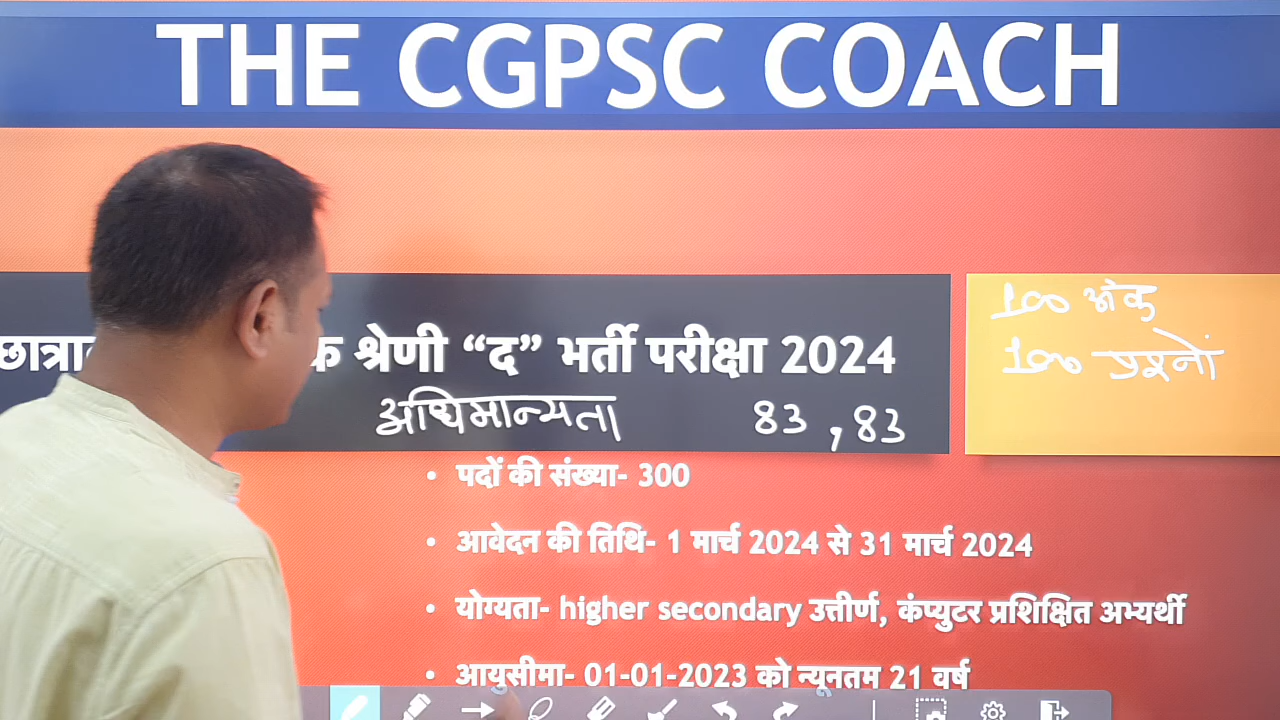 THE CGPSC COACH
100 अंक
100 प्रश्नों
छात्रा क श्रेणी “द” भर्ती परीक्षा 2024
अधिमान्यता 83 , 83
• पदों की संख्या- 300
• आवेदन की तिथि- 1 मार्च 2024 से 31 मार्च 2024
• योग्यता- higher secondary उत्तीर्ण, कंप्युटर प्रशिक्षित अभ्यर्थी
• आयुसीमा- 01-01-2023 को न्यूनतम 21 वर्ष